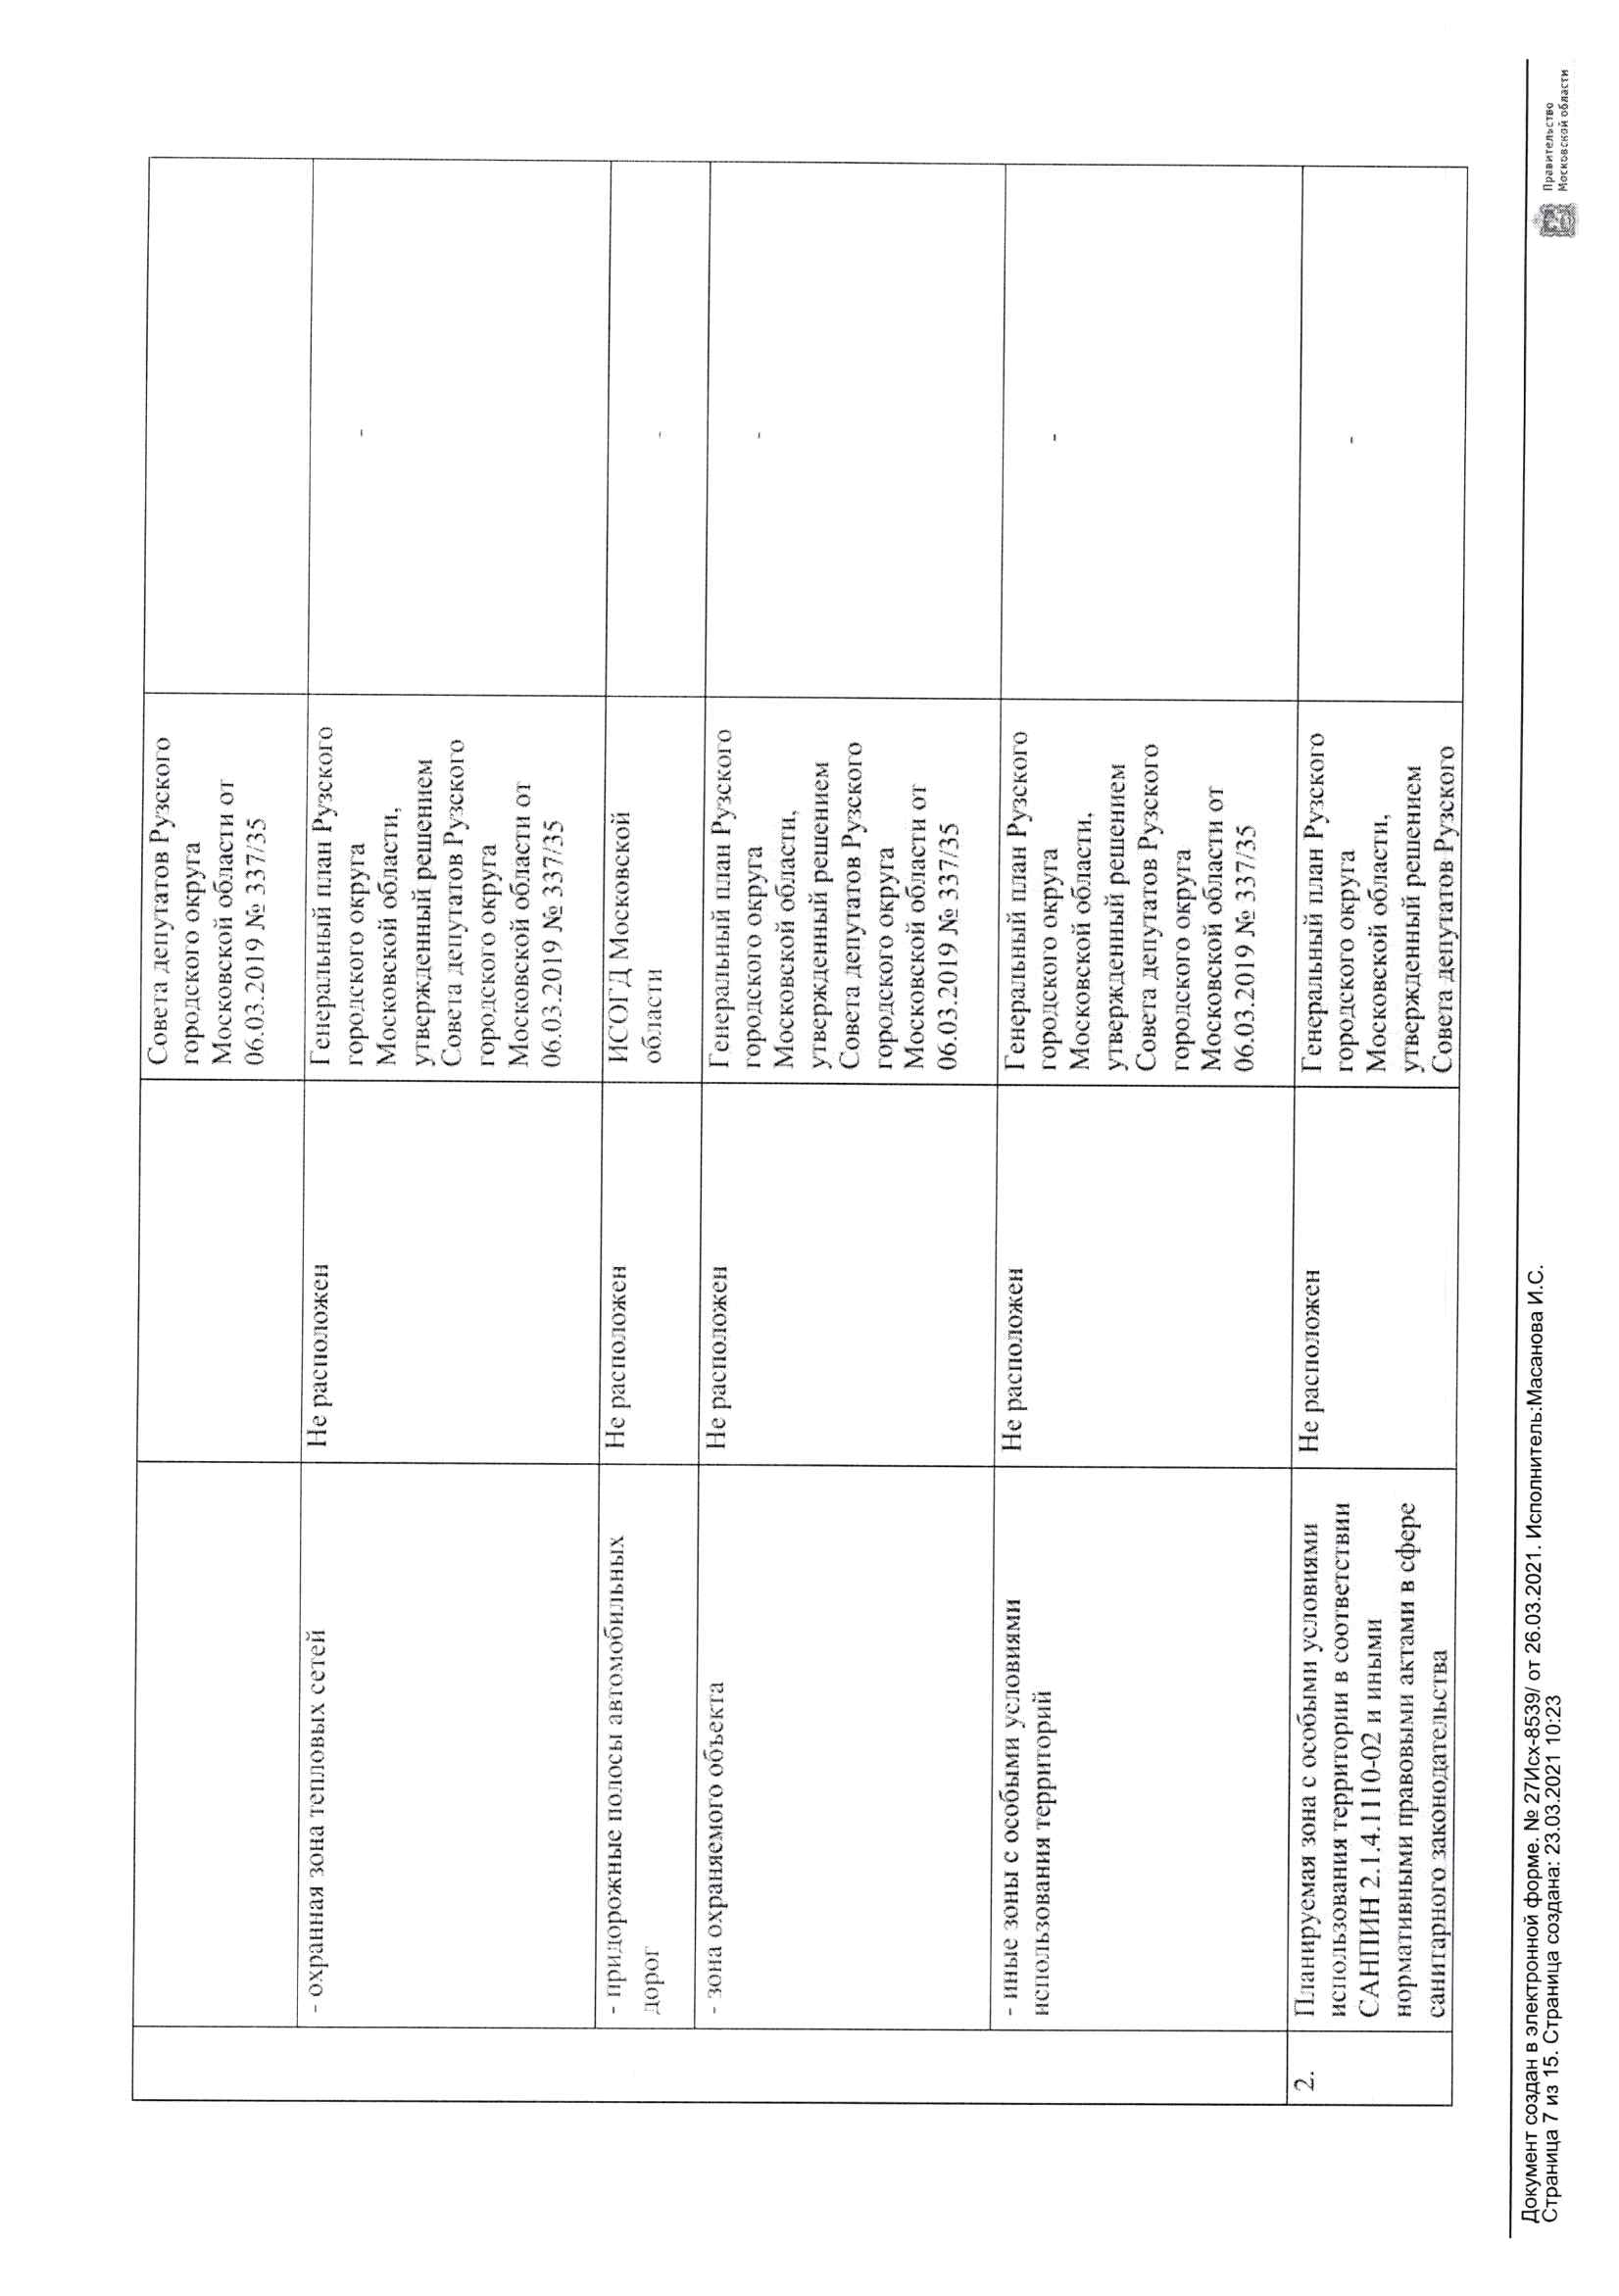 Совета депутатов Рузского
городского округа
Московской области от
06.03.2019 № 337/35
- охранная зона тепловых сетей
Не расположен
Генеральный план Рузского
городского округа
Московской области,
утвержденный решением
Совета депутатов Рузского
городского округа
Московской области от
06.03.2019 № 337/35
-
- придорожные полосы автомобильных
дорог
Не расположен
ИСОГД Московской
области
-
- зона охраняемого объекта
Не расположен
Генеральный план Рузского
городского округа
Московской области,
утвержденный решением
Совета депутатов Рузского
городского округа
Московской области от
06.03.2019 № 337/35
-
- иные зоны с особыми условиями
использования территорий
Не расположен
Генеральный план Рузского
городского округа
Московской области,
утвержденный решением
Совета депутатов Рузского
городского округа
Московской области от
06.03.2019 № 337/35
-
2.
Планируемая зона с особыми условиями
использования территории в соответствии
САНПИН 2.1.4.1110-02 и иными
нормативными правовыми актами в сфере
санитарного законодательства
Не расположен
Генеральный план Рузского
городского округа
Московской области,
утвержденный решением
Совета депутатов Рузского
-
Документ создан в электронной форме. № 27Исх-8539/ от 26.03.2021. Исполнитель:Масанова И.С.
Страница 7 из 15. Страница создана: 23.03.2021 10:23
Правительство
Московской области